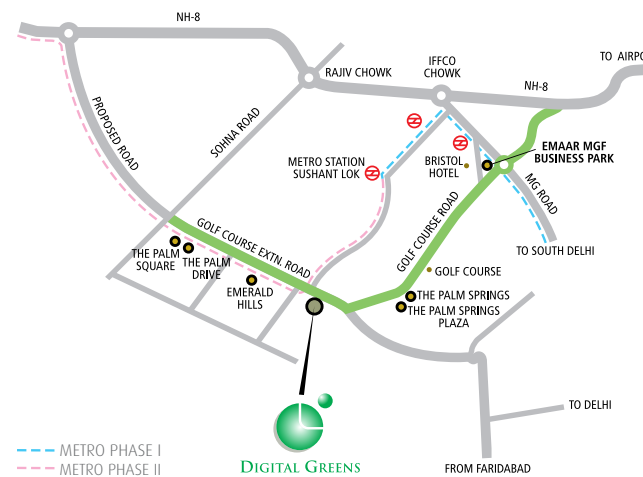 NH-8
IFFCO
CHOWK
TO AIRPO
RAJIV CHOWK
NH-8
PROPOSED ROAD
SOHNA ROAD
METRO STATION
SUSHANT LOK
BRISTOL
HOTEL
EMAAR MGF
BUSINESS PARK
MG ROAD
GOLF COURSE ROAD
TO SOUTH DELHI
GOLF COURSE EXTN. ROAD
THE PALM
SQUARE
THE PALM
DRIVE
EMERALD
HILLS
GOLF COURSE
THE PALM SPRINGS
THE PALM SPRINGS
PLAZA
TO DELHI
FROM FARIDABAD
DIGITAL GREENS
METRO PHASE I
METRO PHASE II